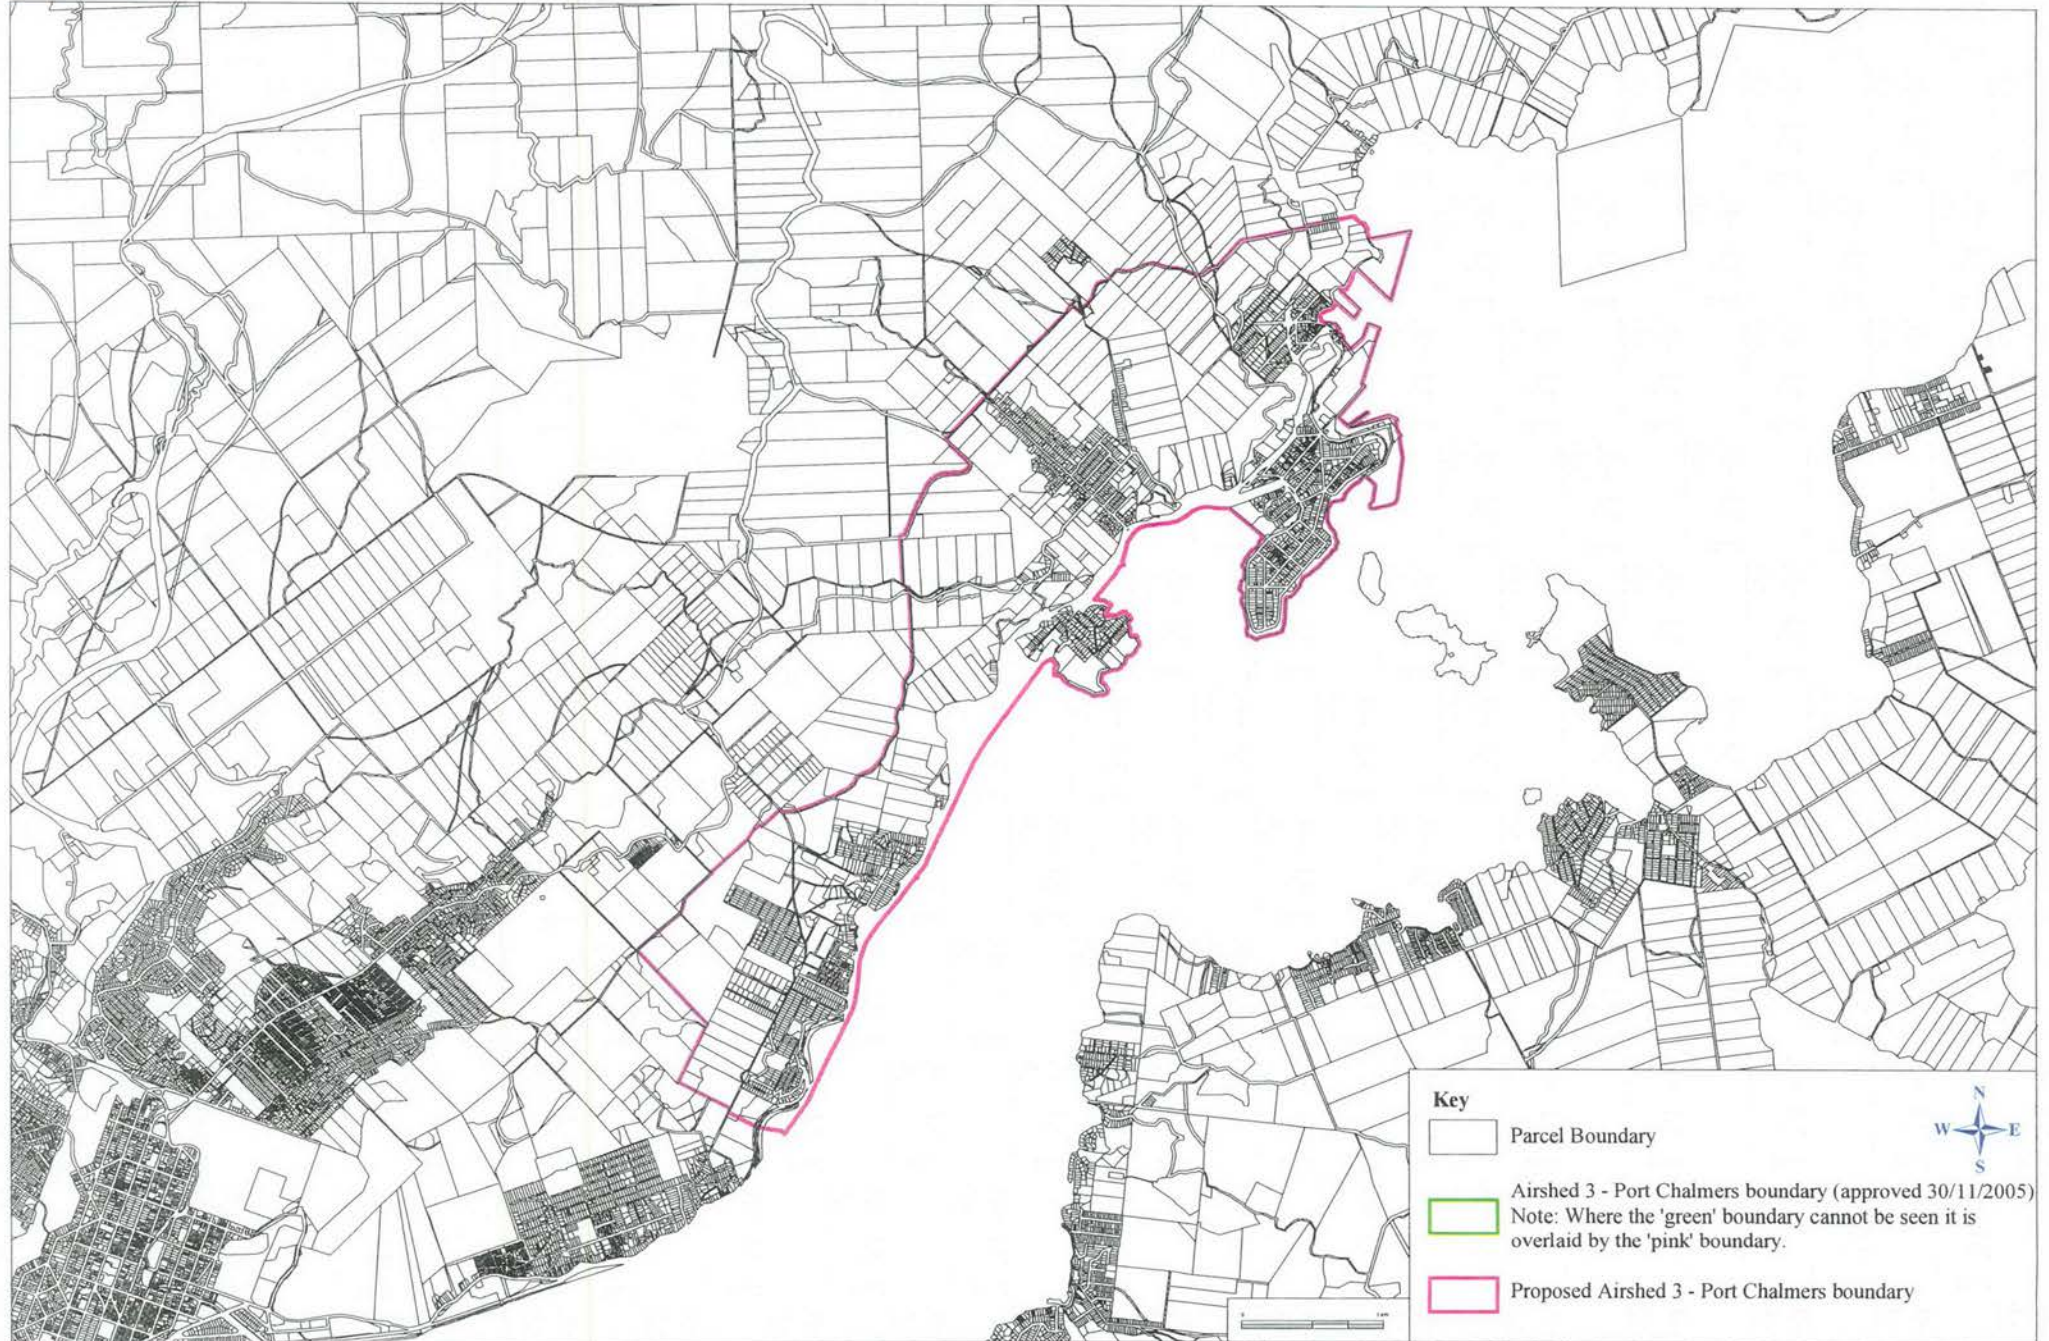 Key
N
W E
S
Parcel Boundary
Airshed 3 - Port Chalmers boundary (approved 30/11/2005)
Note: Where the 'green' boundary cannot be seen it is
overlaid by the 'pink' boundary.
Proposed Airshed 3 - Port Chalmers boundary